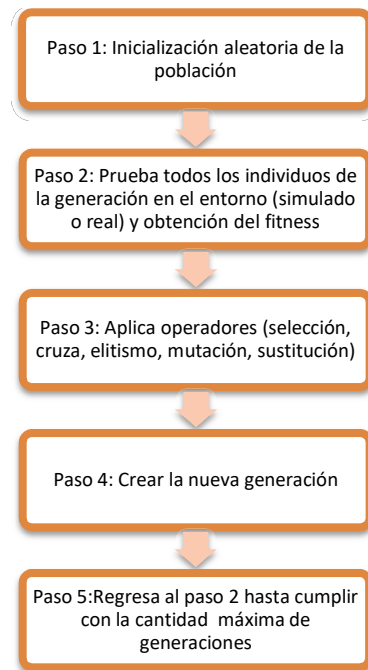 Paso 1: Inicialización aleatoria de la
población
Paso 2: Prueba todos los individuos de
la generación en el entorno (simulado
o real) y obtención del fitness
Paso 3: Aplica operadores (selección,
cruza, elitismo, mutación, sustitución)
Paso 4: Crear la nueva generación
Paso 5:Regresa al paso 2 hasta cumplir
con la cantidad máxima de
generaciones